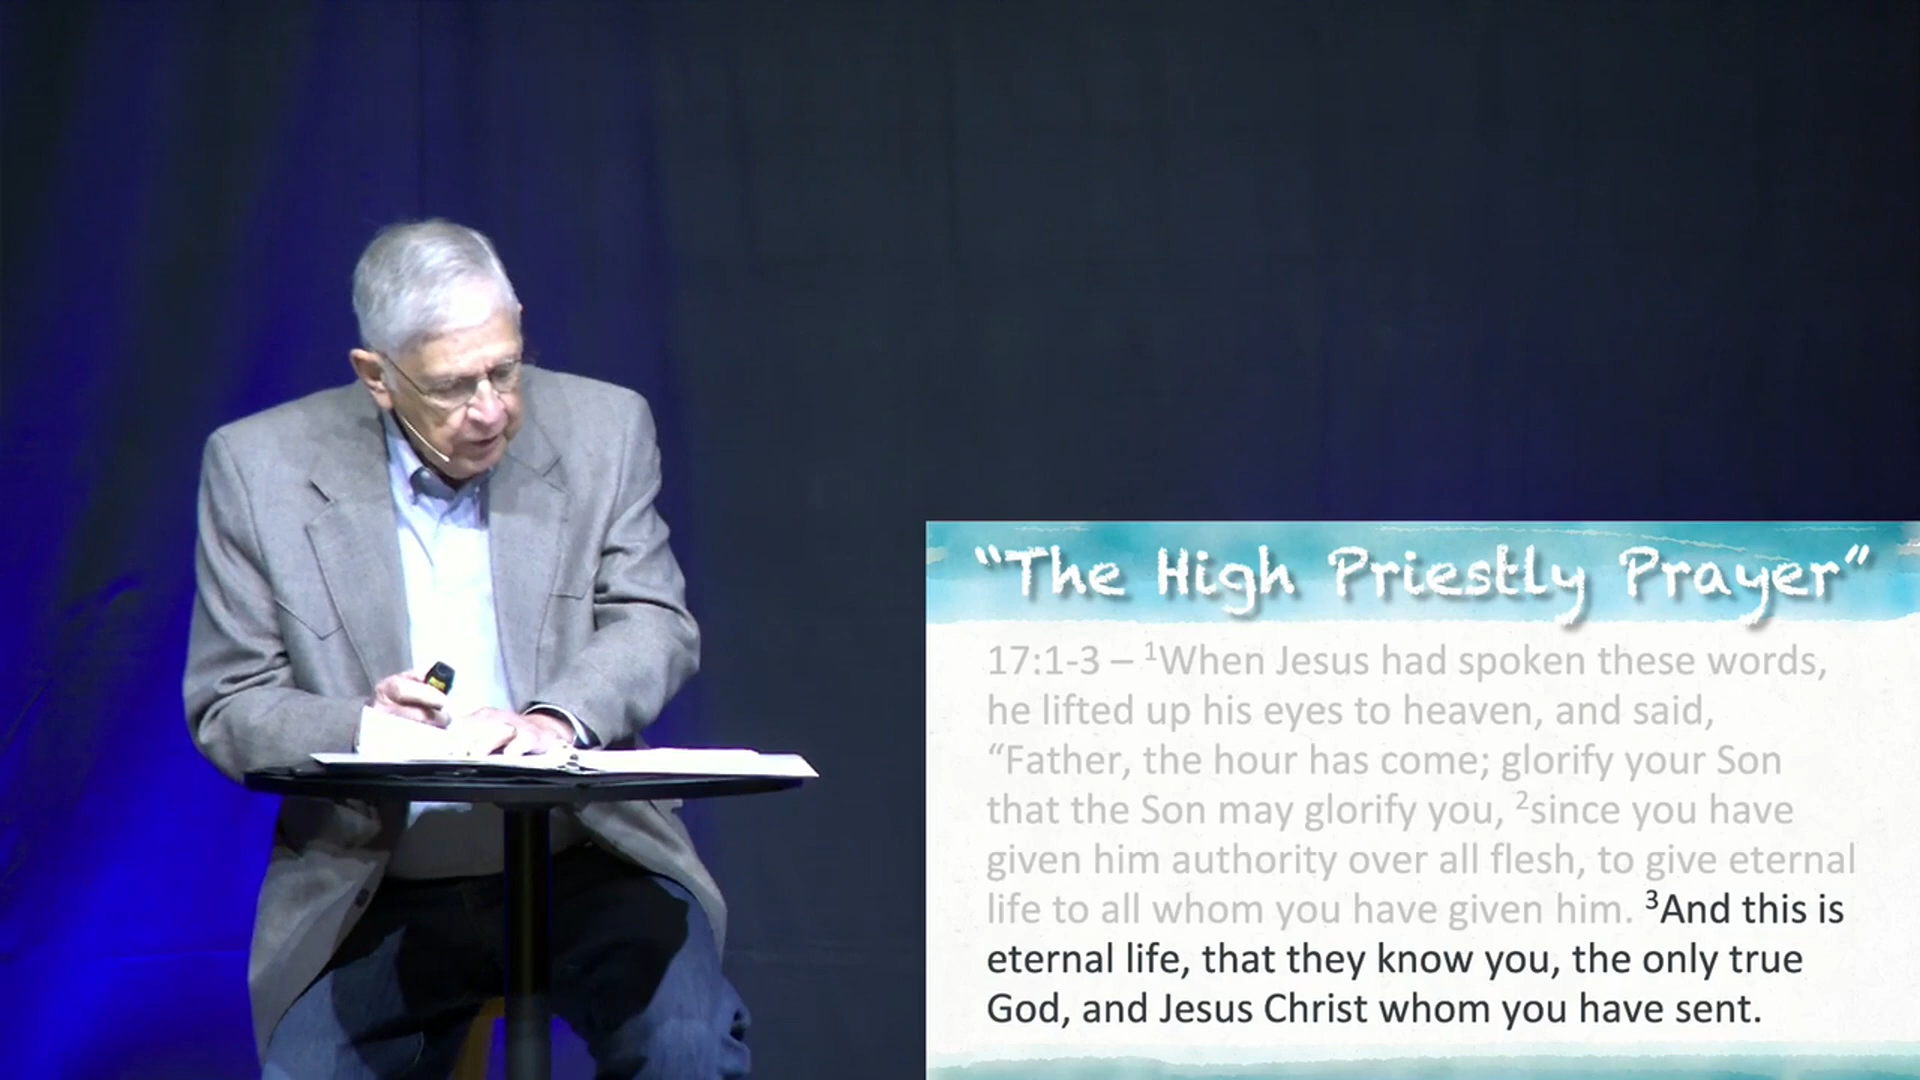 “The High Priestly Prayer”
17:1-3 – ¹When Jesus had spoken these words,
he lifted up his eyes to heaven, and said,
“Father, the hour has come; glorify your Son
that the Son may glorify you, ²since you have
given him authority over all flesh, to give eternal
life to all whom you have given him. ³And this is
eternal life, that they know you, the only true
God, and Jesus Christ whom you have sent.